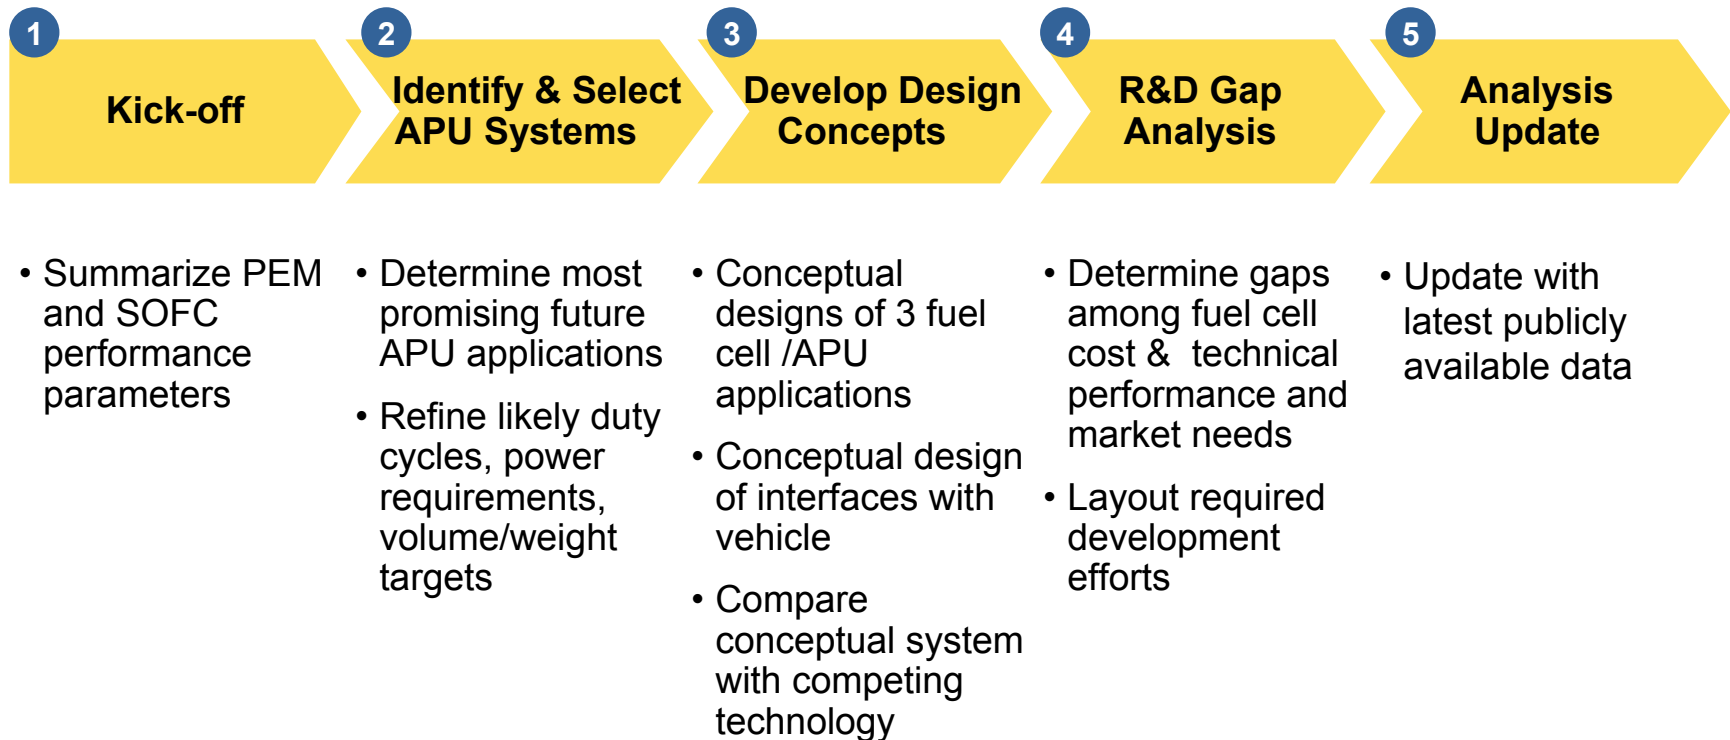 1
Kick-off
2
Identify & Select
APU Systems
3
Develop Design
Concepts
4
R&D Gap
Analysis
5
Analysis
Update
• Summarize PEM
and SOFC
performance
parameters
• Determine most
promising future
APU applications
• Refine likely duty
cycles, power
requirements,
volume/weight
targets
• Conceptual
designs of 3 fuel
cell /APU
applications
• Conceptual design
of interfaces with
vehicle
• Compare
conceptual system
with competing
technology
• Determine gaps
among fuel cell
cost &  technical
performance and
market needs
• Layout required
development
efforts
• Update with
latest publicly
available data